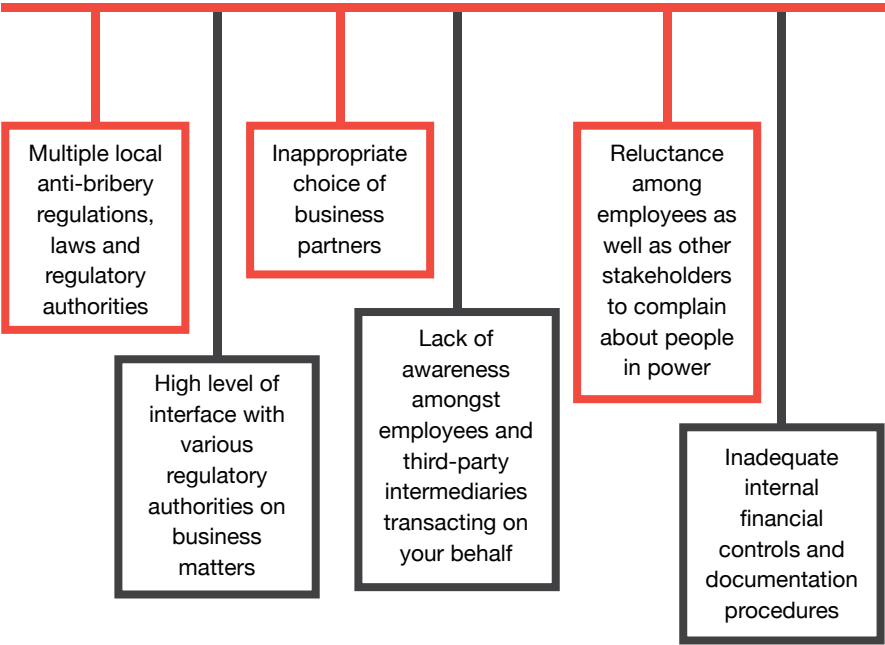 Multiple local
anti-bribery
regulations,
laws and
regulatory
authorities
High level of
interface with
various
regulatory
authorities on
business
matters
Inappropriate
choice of
business
partners
Lack of
awareness
amongst
employees and
third-party
intermediaries
transacting on
your behalf
Reluctance
among
employees as
well as other
stakeholders
to complain
about people
in power
Inadequate
internal
financial
controls and
documentation
procedures